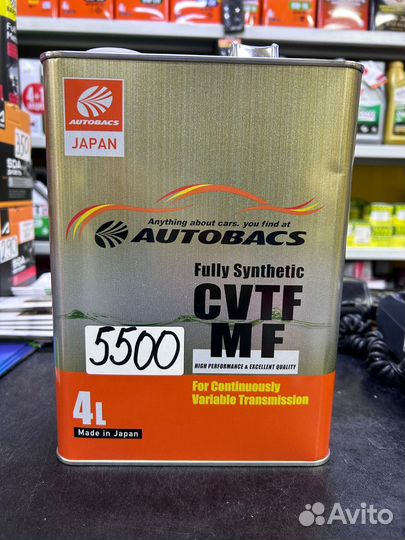 AUTOBACS
JAPAN
Anything about cars. you find at
AUTOBACS
Fully Synthetic
CVTF
MF
HIGH PERFORMANCE & EXCELLENT QUALITY
5500
For Continuously
Variable Transmission
4L
Made in Japan
Avito